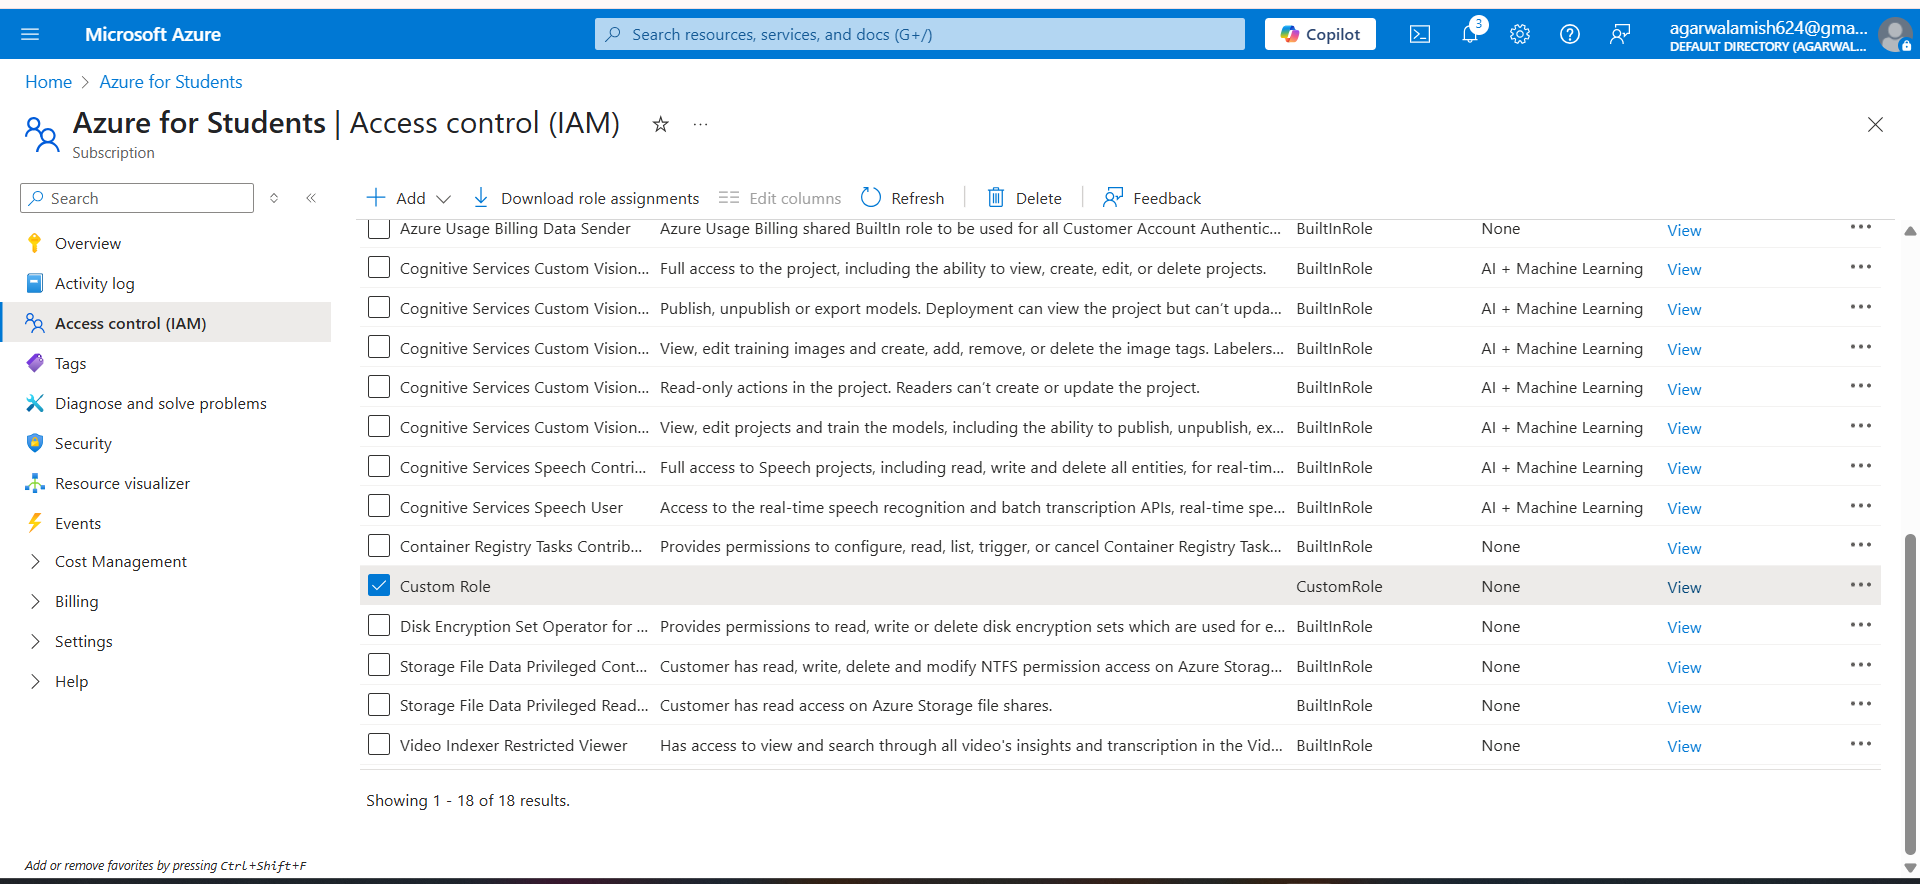 Microsoft Azure
Search resources, services, and docs (G+/)
Copilot
3
agarwalamish624@gma...
DEFAULT DIRECTORY (AGARWAL...
Home > Azure for Students
Azure for Students | Access control (IAM)
...
Subscription
Search
Add
Download role assignments
Edit columns
Refresh
Delete
Feedback
Overview
Activity log
Access control (IAM)
Tags
Diagnose and solve problems
Security
Resource visualizer
Events
Cost Management
Billing
Settings
Help
Azure Usage Billing Data Sender Azure Usage Billing shared BuiltIn role to be used for all Customer Account Authentic... BuiltInRole None View ...
Cognitive Services Custom Vision... Full access to the project, including the ability to view, create, edit, or delete projects. BuiltInRole AI + Machine Learning View ...
Cognitive Services Custom Vision... Publish, unpublish or export models. Deployment can view the project but can’t upda... BuiltInRole AI + Machine Learning View ...
Cognitive Services Custom Vision... View, edit training images and create, add, remove, or delete the image tags. Labelers... BuiltInRole AI + Machine Learning View ...
Cognitive Services Custom Vision... Read-only actions in the project. Readers can’t create or update the project. BuiltInRole AI + Machine Learning View ...
Cognitive Services Custom Vision... View, edit projects and train the models, including the ability to publish, unpublish, ex... BuiltInRole AI + Machine Learning View ...
Cognitive Services Speech Contri... Full access to Speech projects, including read, write and delete all entities, for real-tim... BuiltInRole AI + Machine Learning View ...
Cognitive Services Speech User Access to the real-time speech recognition and batch transcription APIs, real-time spe... BuiltInRole AI + Machine Learning View ...
Container Registry Tasks Contrib... Provides permissions to configure, read, list, trigger, or cancel Container Registry Task... BuiltInRole None View ...
Custom Role CustomRole None View ...
Disk Encryption Set Operator for ... Provides permissions to read, write or delete disk encryption sets which are used for e... BuiltInRole None View ...
Storage File Data Privileged Cont... Customer has read, write, delete and modify NTFS permission access on Azure Storag... BuiltInRole None View ...
Storage File Data Privileged Read... Customer has read access on Azure Storage file shares. BuiltInRole None View ...
Video Indexer Restricted Viewer Has access to view and search through all video's insights and transcription in the Vid... BuiltInRole None View ...
Showing 1 - 18 of 18 results.
Add or remove favorites by pressing Ctrl+Shift+F